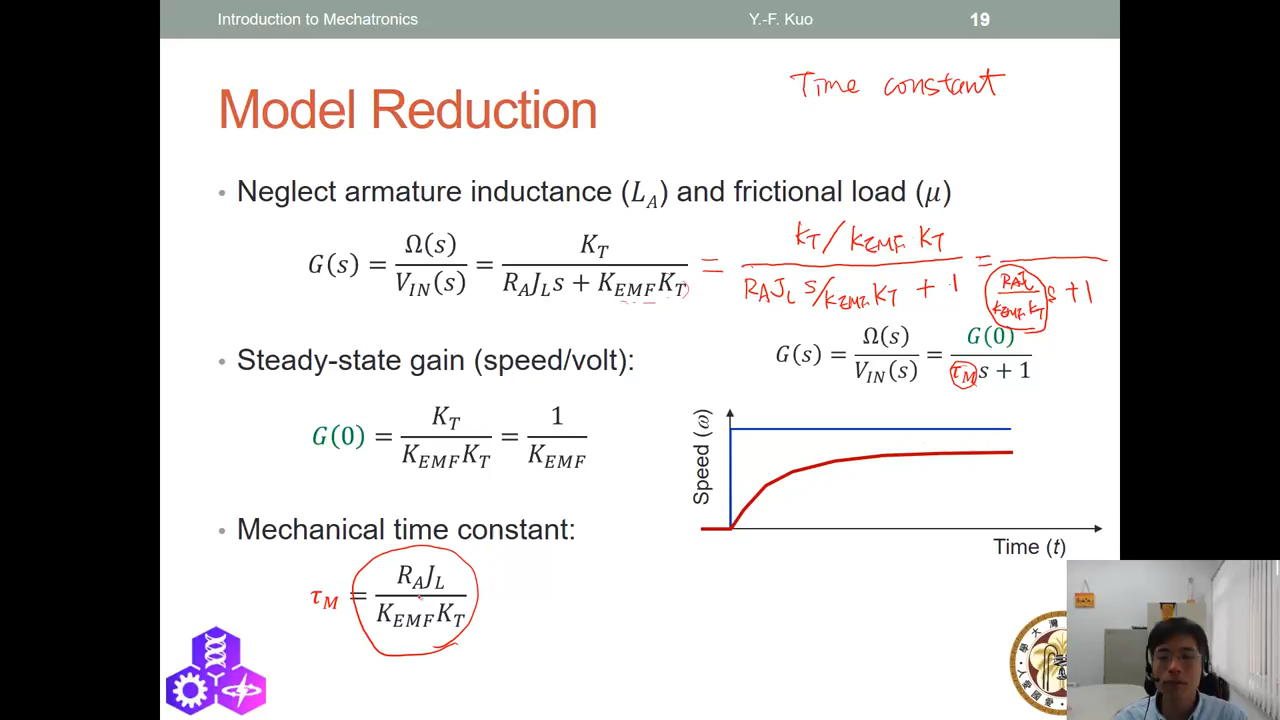 Introduction to Mechatronics Y.-F. Kuo 19
Time constant
Model Reduction
• Neglect armature inductance (L_A) and frictional load (μ)
G(s) = Ω(s)/V_IN(s) = K_T/(R_A J_L s + K_EMF K_T) = (K_T/K_EMF K_T)/(R_A J_L s/K_EMF K_T + 1) = /((R_A J_L/K_EMF K_T) s + 1)
G(s) = Ω(s)/V_IN(s) = G(0)/(τ_M s + 1)
• Steady-state gain (speed/volt):
G(0) = K_T/(K_EMF K_T) = 1/K_EMF
Speed (ω)
Time (t)
• Mechanical time constant:
τ_M = R_A J_L/(K_EMF K_T)